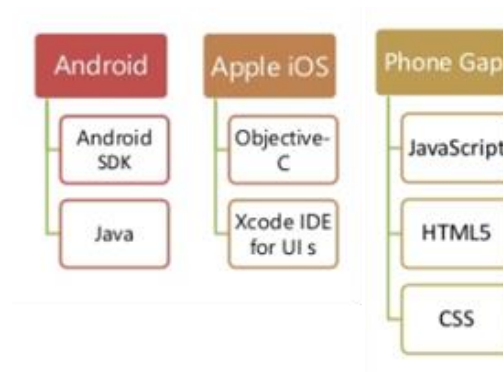 Android
Android
SDK
Java
Apple iOS
Objective-
C
Xcode IDE
for UI s
Phone Gap
JavaScript
HTML5
CSS